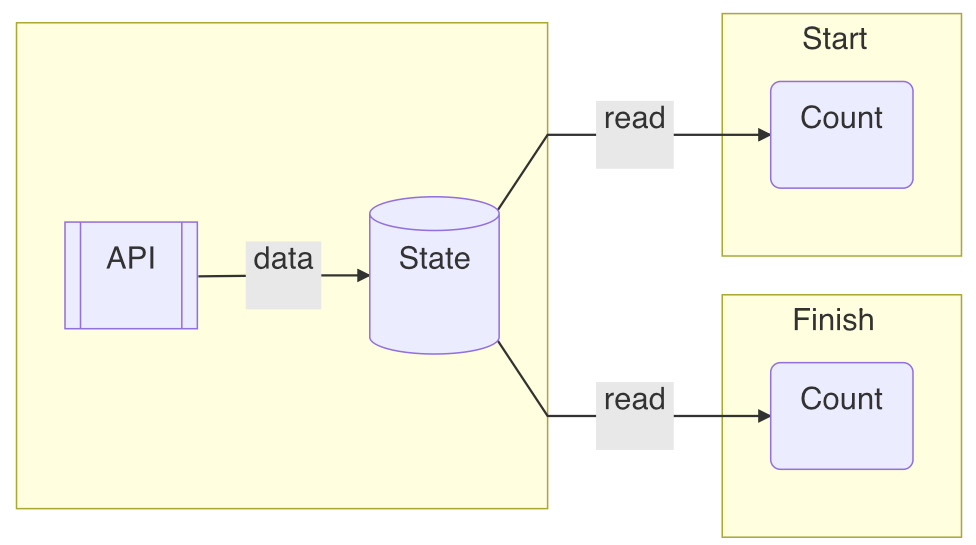 API
data
State
read
Start
Count
read
Finish
Count